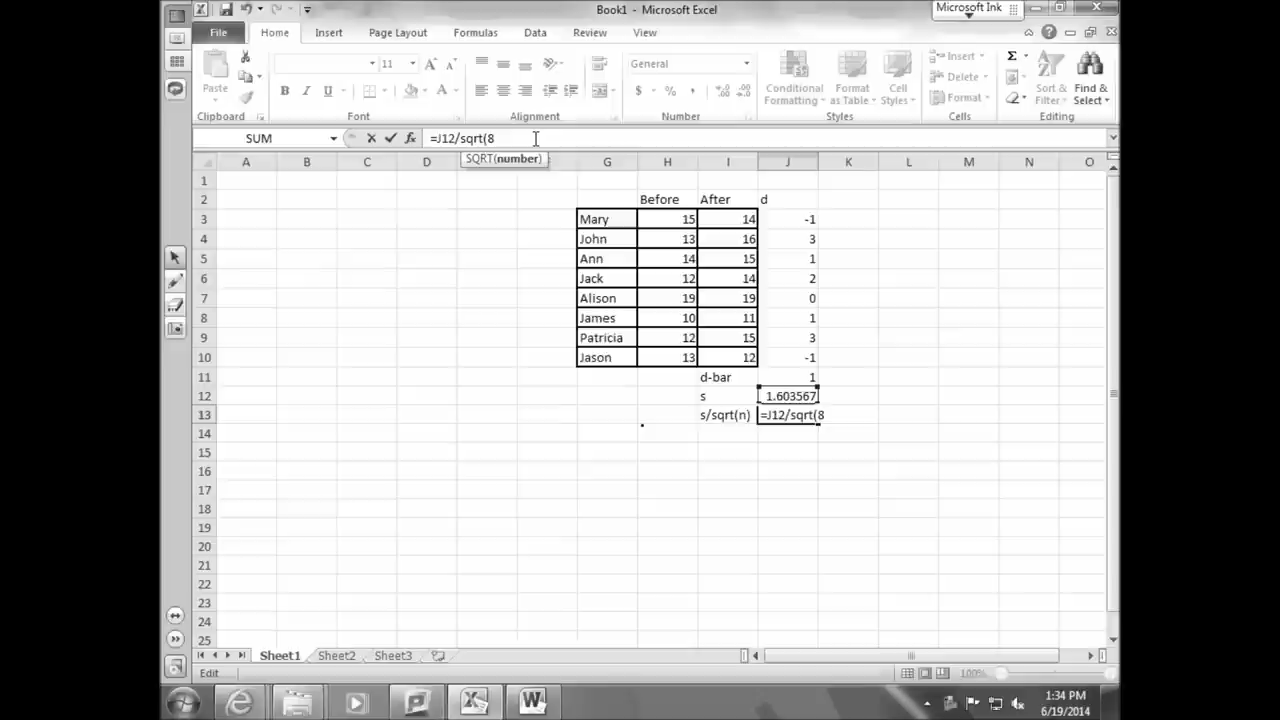 Book1 - Microsoft Excel
Microsoft Ink
File Home Insert Page Layout Formulas Data Review View
Paste
Clipboard
11
B I U
A A
A
Font
Alignment
General
$ % ,
Number
Conditional Formatting
Format as Table
Cell Styles
Styles
Insert
Delete
Format
Cells
Σ
Sort & Filter
Find & Select
Editing
SUM
fx
=J12/sqrt(8
SQRT(number)
A B C D G H I J K L M N O
1
2 Before After d
3 Mary 15 14 -1
4 John 13 16 3
5 Ann 14 15 1
6 Jack 12 14 2
7 Alison 19 19 0
8 James 10 11 1
9 Patricia 12 15 3
10 Jason 13 12 -1
11 d-bar 1
12 s 1.603567
13 s/sqrt(n) =J12/sqrt(8
14
15
16
17
18
19
20
21
22
23
24
25
Sheet1 Sheet2 Sheet3
Edit
100%
1:34 PM
6/19/2014